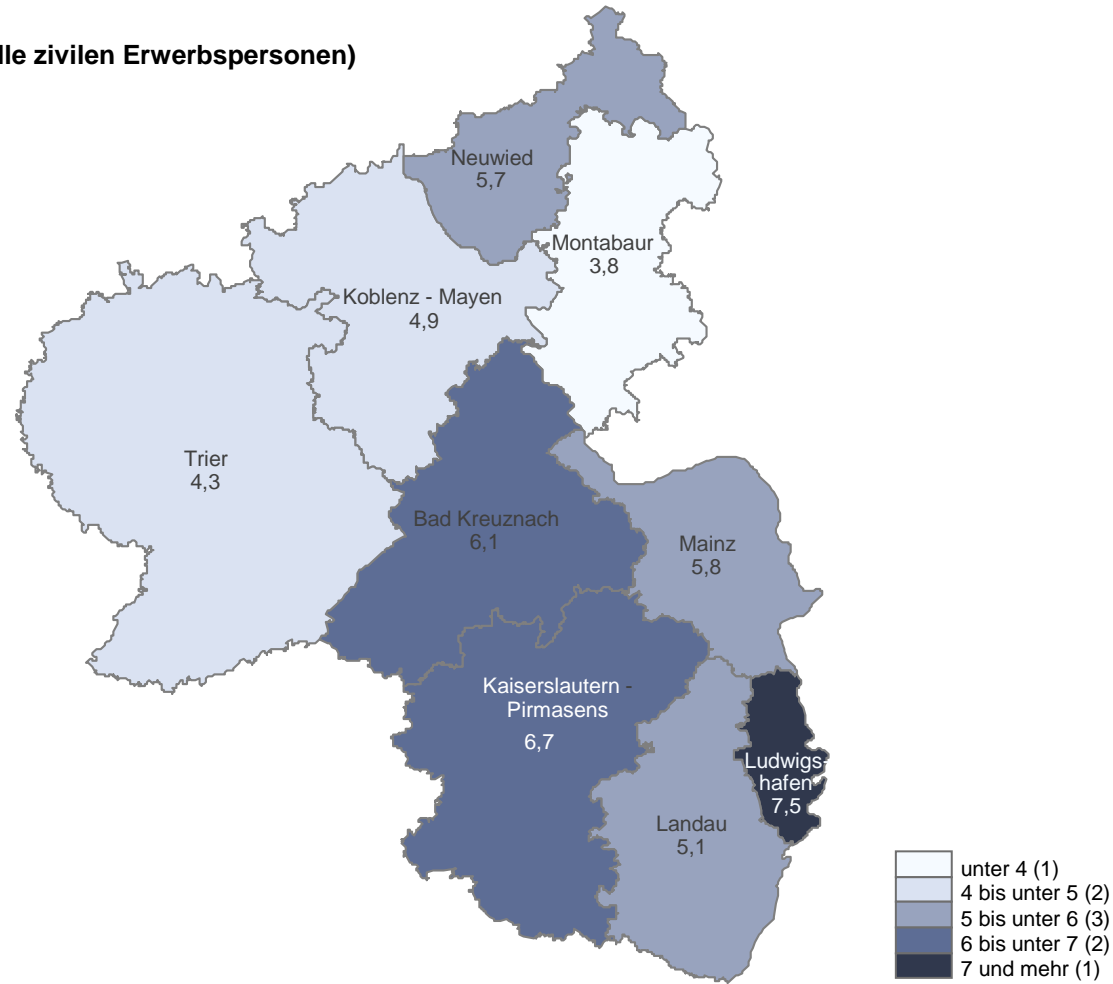 lle zivilen Erwerbspersonen)
Neuwied
5,7
Montabaur
3,8
Koblenz - Mayen
4,9
Trier
4,3
Bad Kreuznach
6,1
Mainz
5,8
Kaiserslautern -
Pirmasens
6,7
Ludwigs-
hafen
7,5
Landau
5,1
unter 4 (1)
4 bis unter 5 (2)
5 bis unter 6 (3)
6 bis unter 7 (2)
7 und mehr (1)